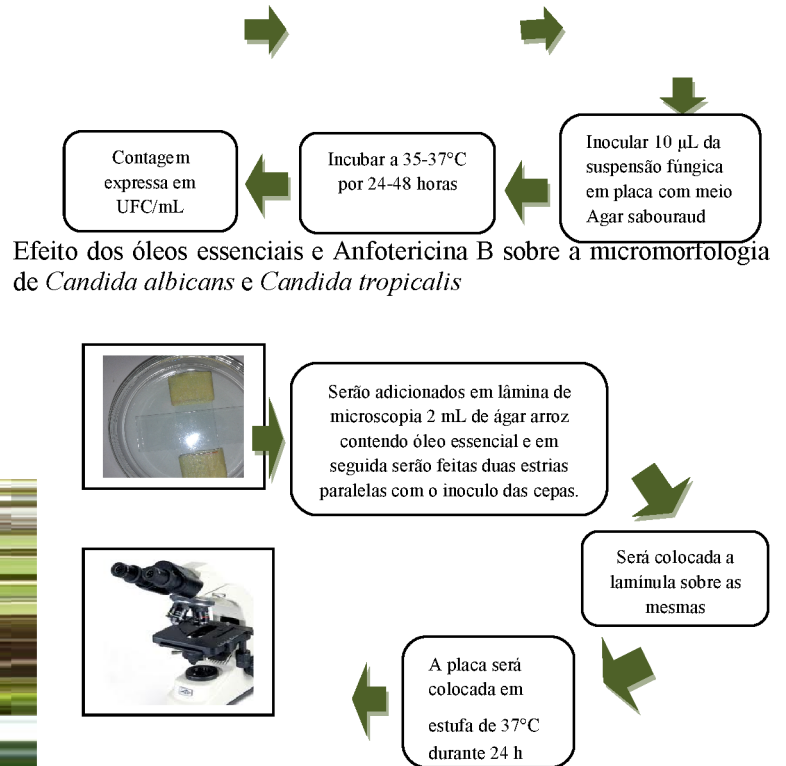 Contagem
expressa em
UFC/mL
Incubar a 35-37°C
por 24-48 horas
Inocular 10 µL da
suspensão fúngica
em placa com meio
Agar sabouraud
Efeito dos óleos essenciais e Anfotericina B sobre a micromorfologia
de Candida albicans e Candida tropicalis
Serão adicionados em lâmina de
microscopia 2 mL de ágar arroz
contendo óleo essencial e em
seguida serão feitas duas estrias
paralelas com o inoculo das cepas.
Será colocada a
lamínula sobre as
mesmas
A placa será
colocada em
estufa de 37°C
durante 24 h